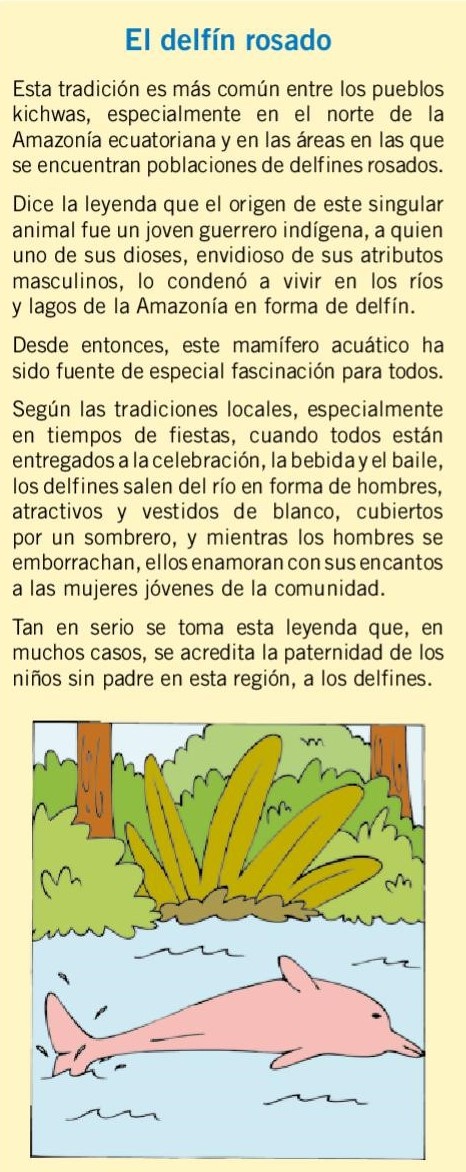 El delfín rosado
Esta tradición es más común entre los pueblos
kichwas, especialmente en el norte de la
Amazonía ecuatoriana y en las áreas en las que
se encuentran poblaciones de delfines rosados.
Dice la leyenda que el origen de este singular
animal fue un joven guerrero indígena, a quien
uno de sus dioses, envidioso de sus atributos
masculinos, lo condenó a vivir en los ríos
y lagos de la Amazonía en forma de delfín.
Desde entonces, este mamífero acuático ha
sido fuente de especial fascinación para todos.
Según las tradiciones locales, especialmente
en tiempos de fiestas, cuando todos están
entregados a la celebración, la bebida y el baile,
los delfines salen del río en forma de hombres,
atractivos y vestidos de blanco, cubiertos
por un sombrero, y mientras los hombres se
emborrachan, ellos enamoran con sus encantos
a las mujeres jóvenes de la comunidad.
Tan en serio se toma esta leyenda que, en
muchos casos, se acredita la paternidad de los
niños sin padre en esta región, a los delfines.